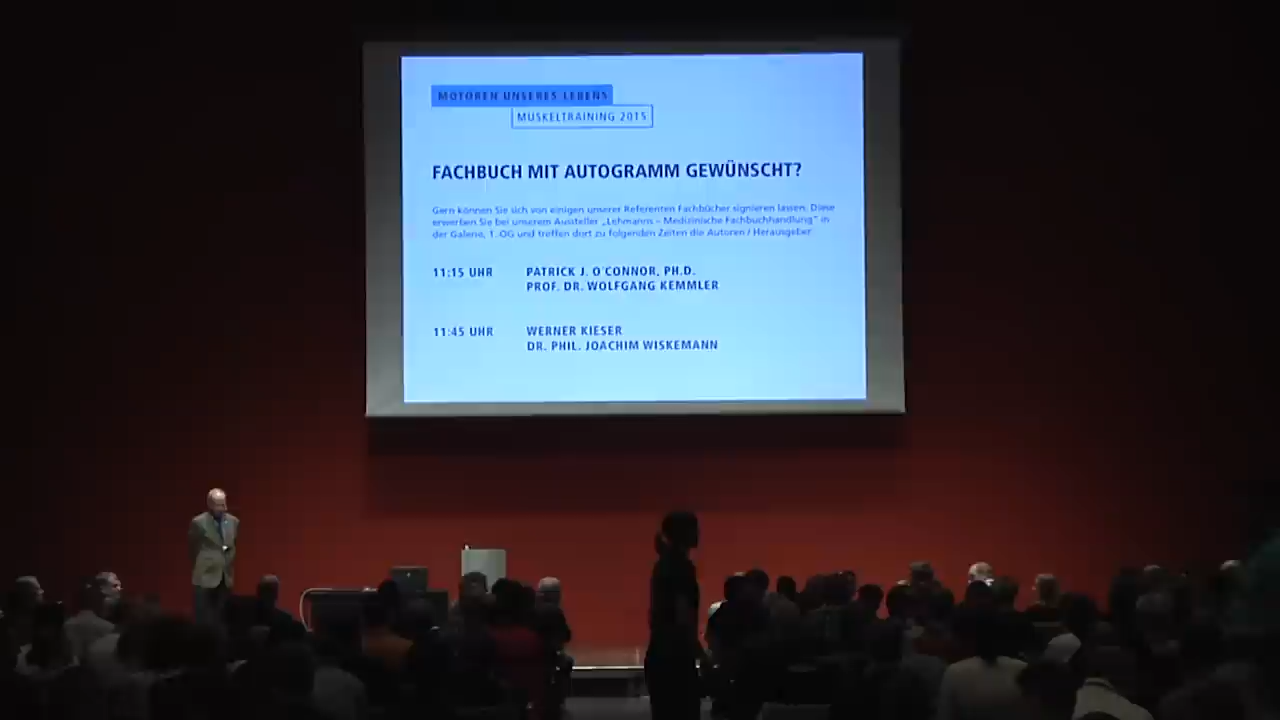 MOTOREN UNSERES LEBENS
MUSKELTRAINING 2015
FACHBUCH MIT AUTOGRAMM GEWÜNSCHT?
Gern können Sie sich von einigen unserer Referenten Fachbücher signieren lassen. Diese
erwerben Sie bei unserem Aussteller „Lehmanns – Medizinische Fachbuchhandlung“ in
der Galerie, 1. OG und treffen dort zu folgenden Zeiten die Autoren / Herausgeber:
11:15 UHR PATRICK J. O'CONNOR, PH.D.
PROF. DR. WOLFGANG KEMMLER
11:45 UHR WERNER KIESER
DR. PHIL. JOACHIM WISKEMANN